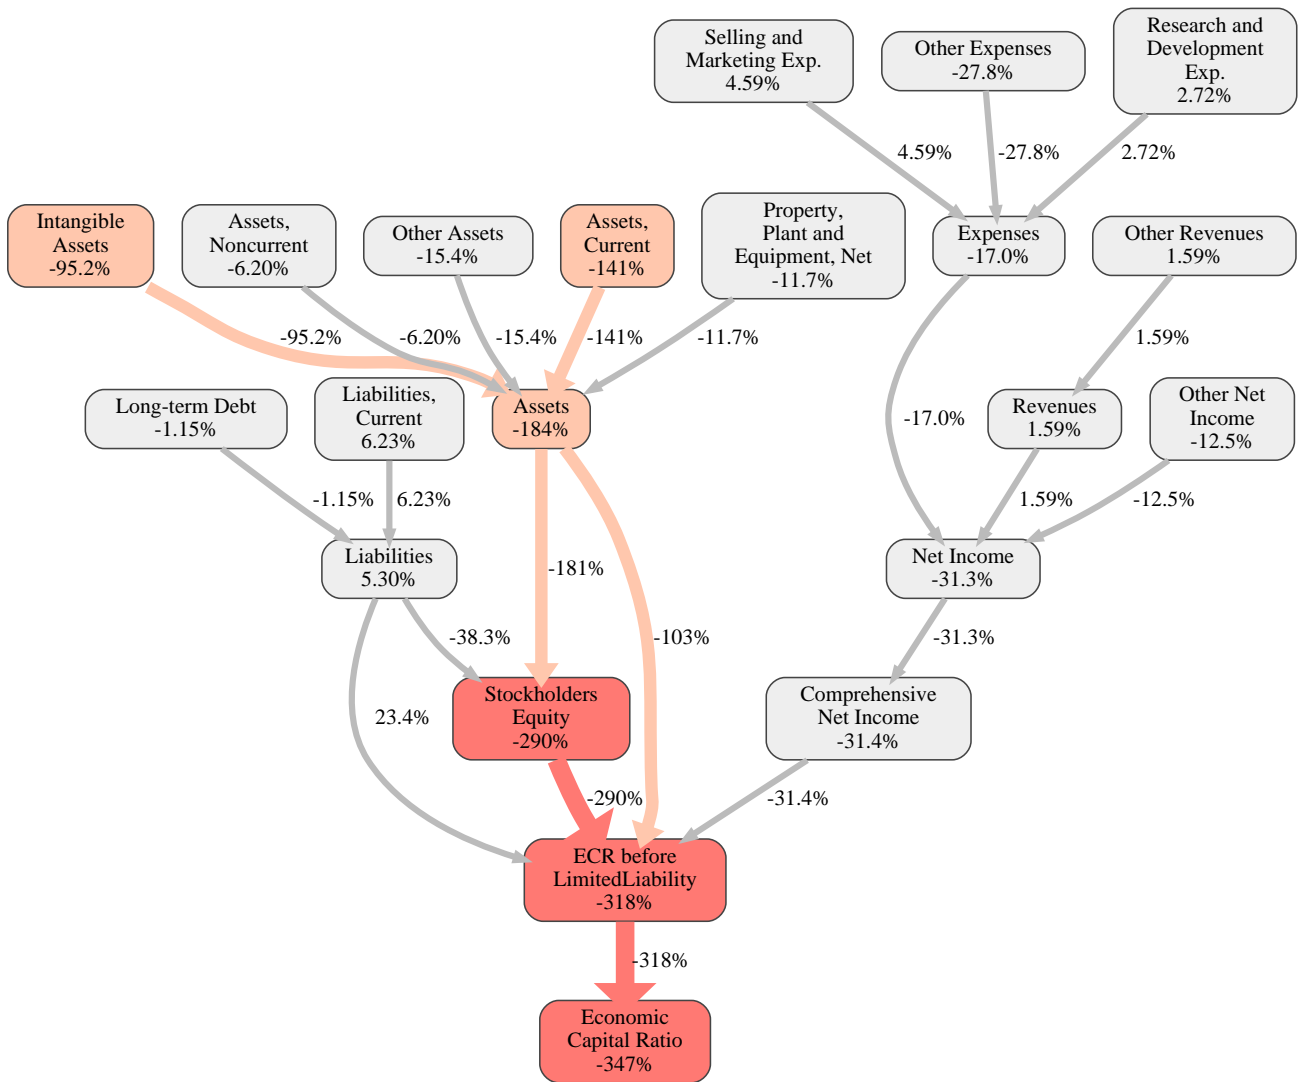 Selling and
Marketing Exp.
4.59%
Other Expenses
-27.8%
Research and
Development
Exp.
2.72%
4.59%
-27.8%
2.72%
Intangible
Assets
-95.2%
Assets,
Noncurrent
-6.20%
Other Assets
-15.4%
Assets,
Current
-141%
Property,
Plant and
Equipment, Net
-11.7%
Expenses
-17.0%
Other Revenues
1.59%
-95.2%
-6.20%
-15.4%
-141%
-11.7%
1.59%
Long-term Debt
-1.15%
Liabilities,
Current
6.23%
Assets
-184%
-17.0%
Revenues
1.59%
Other Net
Income
-12.5%
-1.15%
6.23%
1.59%
-12.5%
Liabilities
5.30%
-181%
Net Income
-31.3%
-38.3%
-103%
-31.3%
23.4%
Stockholders
Equity
-290%
Comprehensive
Net Income
-31.4%
-290%
-31.4%
ECR before
LimitedLiability
-318%
-318%
Economic
Capital Ratio
-347%